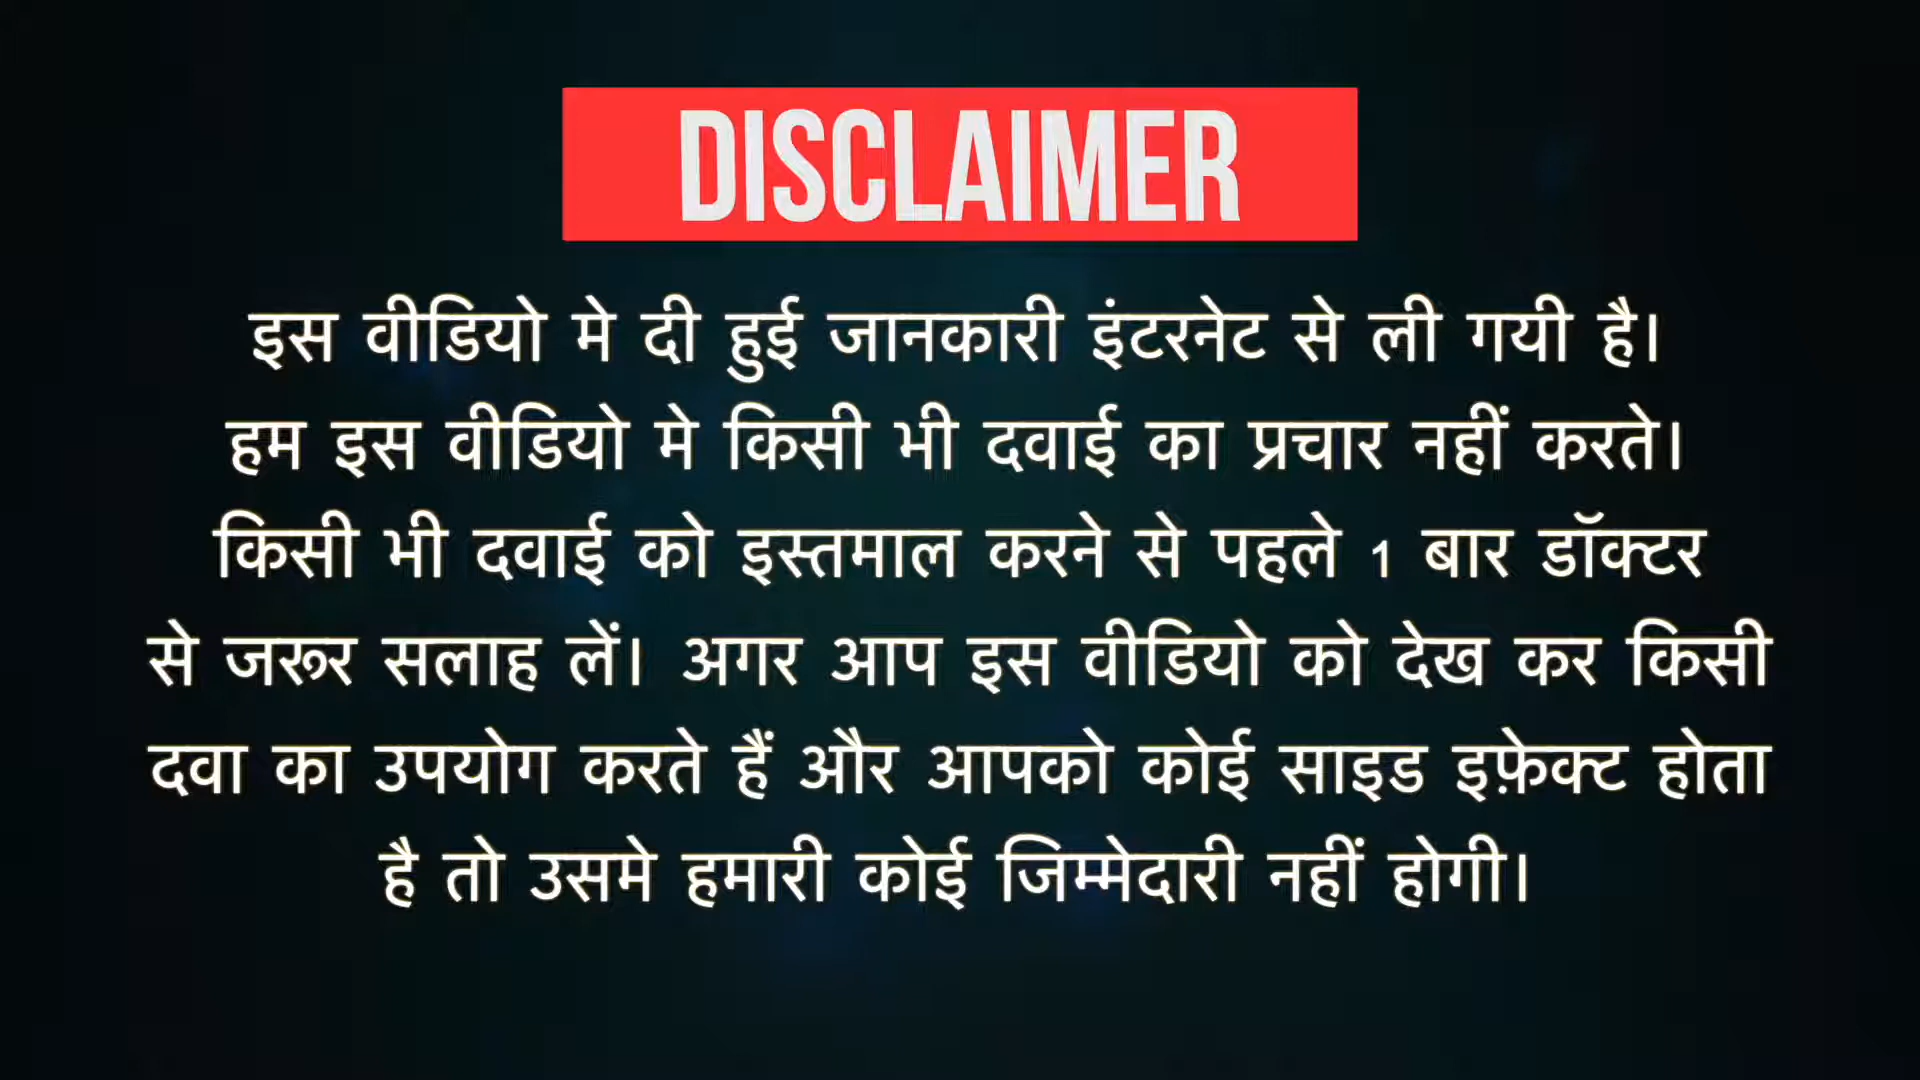 DISCLAIMER
इस वीडियो मे दी हुई जानकारी इंटरनेट से ली गयी है।
हम इस वीडियो मे किसी भी दवाई का प्रचार नहीं करते।
किसी भी दवाई को इस्तमाल करने से पहले 1 बार डॉक्टर
से जरूर सलाह लें। अगर आप इस वीडियो को देख कर किसी
दवा का उपयोग करते हैं और आपको कोई साइड इफ़ेक्ट होता
है तो उसमे हमारी कोई जिम्मेदारी नहीं होगी।